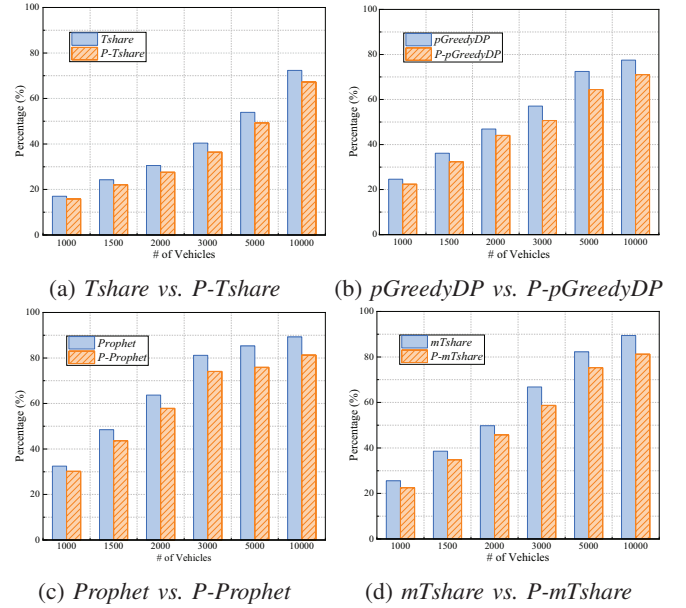 100
80
60
40
20
0
Percentage (%)
Tshare
P-Tshare
1000 1500 2000 3000 5000 10000
# of Vehicles
(a) Tshare vs. P-Tshare
100
80
60
40
20
0
Percentage (%)
pGreedyDP
P-pGreedyDP
1000 1500 2000 3000 5000 10000
# of Vehicles
(b) pGreedyDP vs. P-pGreedyDP
100
80
60
40
20
0
Percentage (%)
Prophet
P-Prophet
1000 1500 2000 3000 5000 10000
# of Vehicles
(c) Prophet vs. P-Prophet
100
80
60
40
20
0
Percentage (%)
mTshare
P-mTshare
1000 1500 2000 3000 5000 10000
# of Vehicles
(d) mTshare vs. P-mTshare